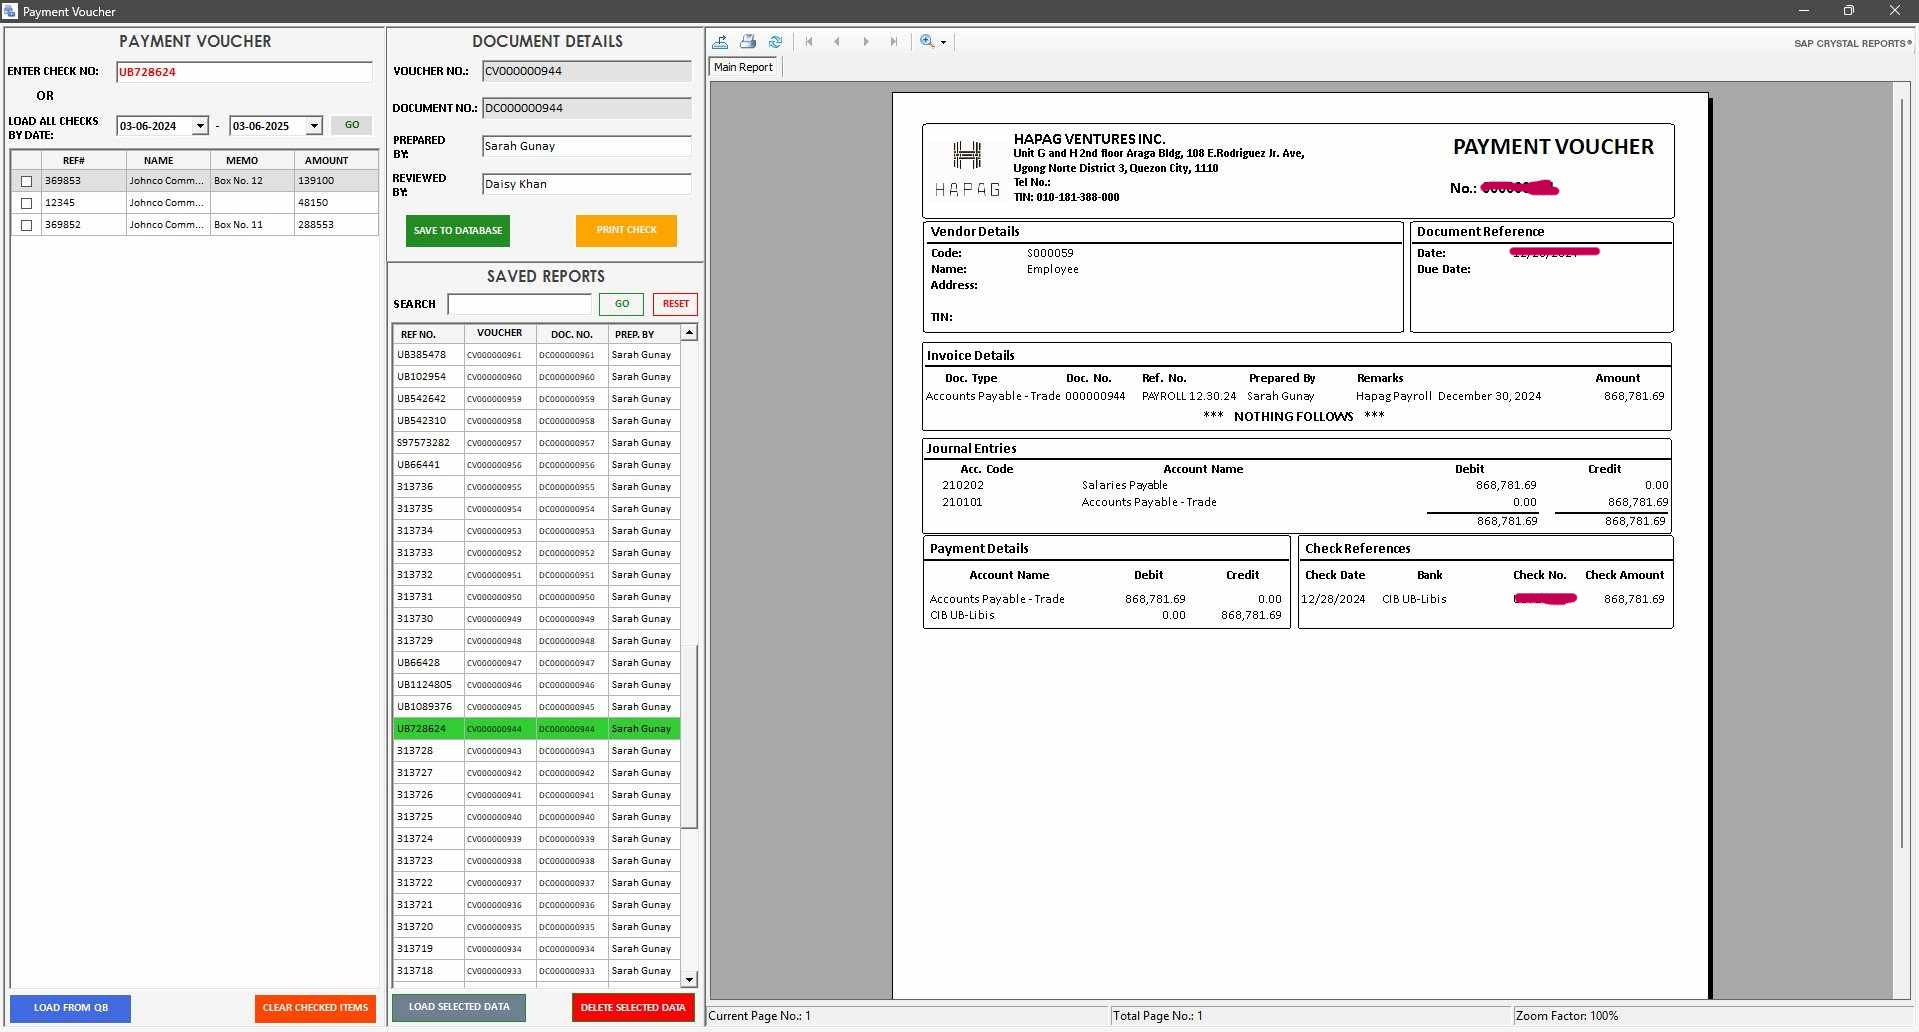 Payment Voucher
PAYMENT VOUCHER
ENTER CHECK NO: UB728624
OR
LOAD ALL CHECKS BY DATE: 03-06-2024 - 03-06-2025 GO
REF# NAME MEMO AMOUNT
369853 Johnco Comm... Box No. 12 139100
12345 Johnco Comm... 48150
369852 Johnco Comm... Box No. 11 288553
LOAD FROM QB CLEAR CHECKED ITEMS
DOCUMENT DETAILS
VOUCHER NO.: CV000000944
DOCUMENT NO.: DC000000944
PREPARED BY: Sarah Gunay
REVIEWED BY: Daisy Khan
SAVE TO DATABASE PRINT CHECK
SAVED REPORTS
SEARCH GO RESET
REF NO. VOUCHER DOC. NO. PREP. BY
UB385478 CV000000961 DC000000961 Sarah Gunay
UB102954 CV000000960 DC000000960 Sarah Gunay
UB542642 CV000000959 DC000000959 Sarah Gunay
UB542310 CV000000958 DC000000958 Sarah Gunay
S97573282 CV000000957 DC000000957 Sarah Gunay
UB66441 CV000000956 DC000000956 Sarah Gunay
313736 CV000000955 DC000000955 Sarah Gunay
313735 CV000000954 DC000000954 Sarah Gunay
313734 CV000000953 DC000000953 Sarah Gunay
313733 CV000000952 DC000000952 Sarah Gunay
313732 CV000000951 DC000000951 Sarah Gunay
313731 CV000000950 DC000000950 Sarah Gunay
313730 CV000000949 DC000000949 Sarah Gunay
313729 CV000000948 DC000000948 Sarah Gunay
UB66428 CV000000947 DC000000947 Sarah Gunay
UB1124805 CV000000946 DC000000946 Sarah Gunay
UB1089376 CV000000945 DC000000945 Sarah Gunay
UB728624 CV000000944 DC000000944 Sarah Gunay
313728 CV000000943 DC000000943 Sarah Gunay
313727 CV000000942 DC000000942 Sarah Gunay
313726 CV000000941 DC000000941 Sarah Gunay
313725 CV000000940 DC000000940 Sarah Gunay
313724 CV000000939 DC000000939 Sarah Gunay
313723 CV000000938 DC000000938 Sarah Gunay
313722 CV000000937 DC000000937 Sarah Gunay
313721 CV000000936 DC000000936 Sarah Gunay
313720 CV000000935 DC000000935 Sarah Gunay
313719 CV000000934 DC000000934 Sarah Gunay
313718 CV000000933 DC000000933 Sarah Gunay
LOAD SELECTED DATA DELETE SELECTED DATA
SAP CRYSTAL REPORTS®
Main Report
HAPAG
HAPAG VENTURES INC.
Unit G and H 2nd floor Araga Bldg, 108 E.Rodriguez Jr. Ave,
Ugong Norte District 3, Quezon City, 1110
Tel No.:
TIN: 010-181-388-000
PAYMENT VOUCHER
No.:
Vendor Details
Code: S000059
Name: Employee
Address:
TIN:
Document Reference
Date:
Due Date:
Invoice Details
Doc. Type Doc. No. Ref. No. Prepared By Remarks Amount
Accounts Payable - Trade 000000944 PAYROLL 12.30.24 Sarah Gunay Hapag Payroll December 30, 2024 868,781.69
*** NOTHING FOLLOWS ***
Journal Entries
Acc. Code Account Name Debit Credit
210202 Salaries Payable 868,781.69 0.00
210101 Accounts Payable - Trade 0.00 868,781.69
868,781.69 868,781.69
Payment Details
Account Name Debit Credit
Accounts Payable - Trade 868,781.69 0.00
CIB UB-Libis 0.00 868,781.69
Check References
Check Date Bank Check No. Check Amount
12/28/2024 CIB UB-Libis 868,781.69
Current Page No.: 1 Total Page No.: 1 Zoom Factor: 100%